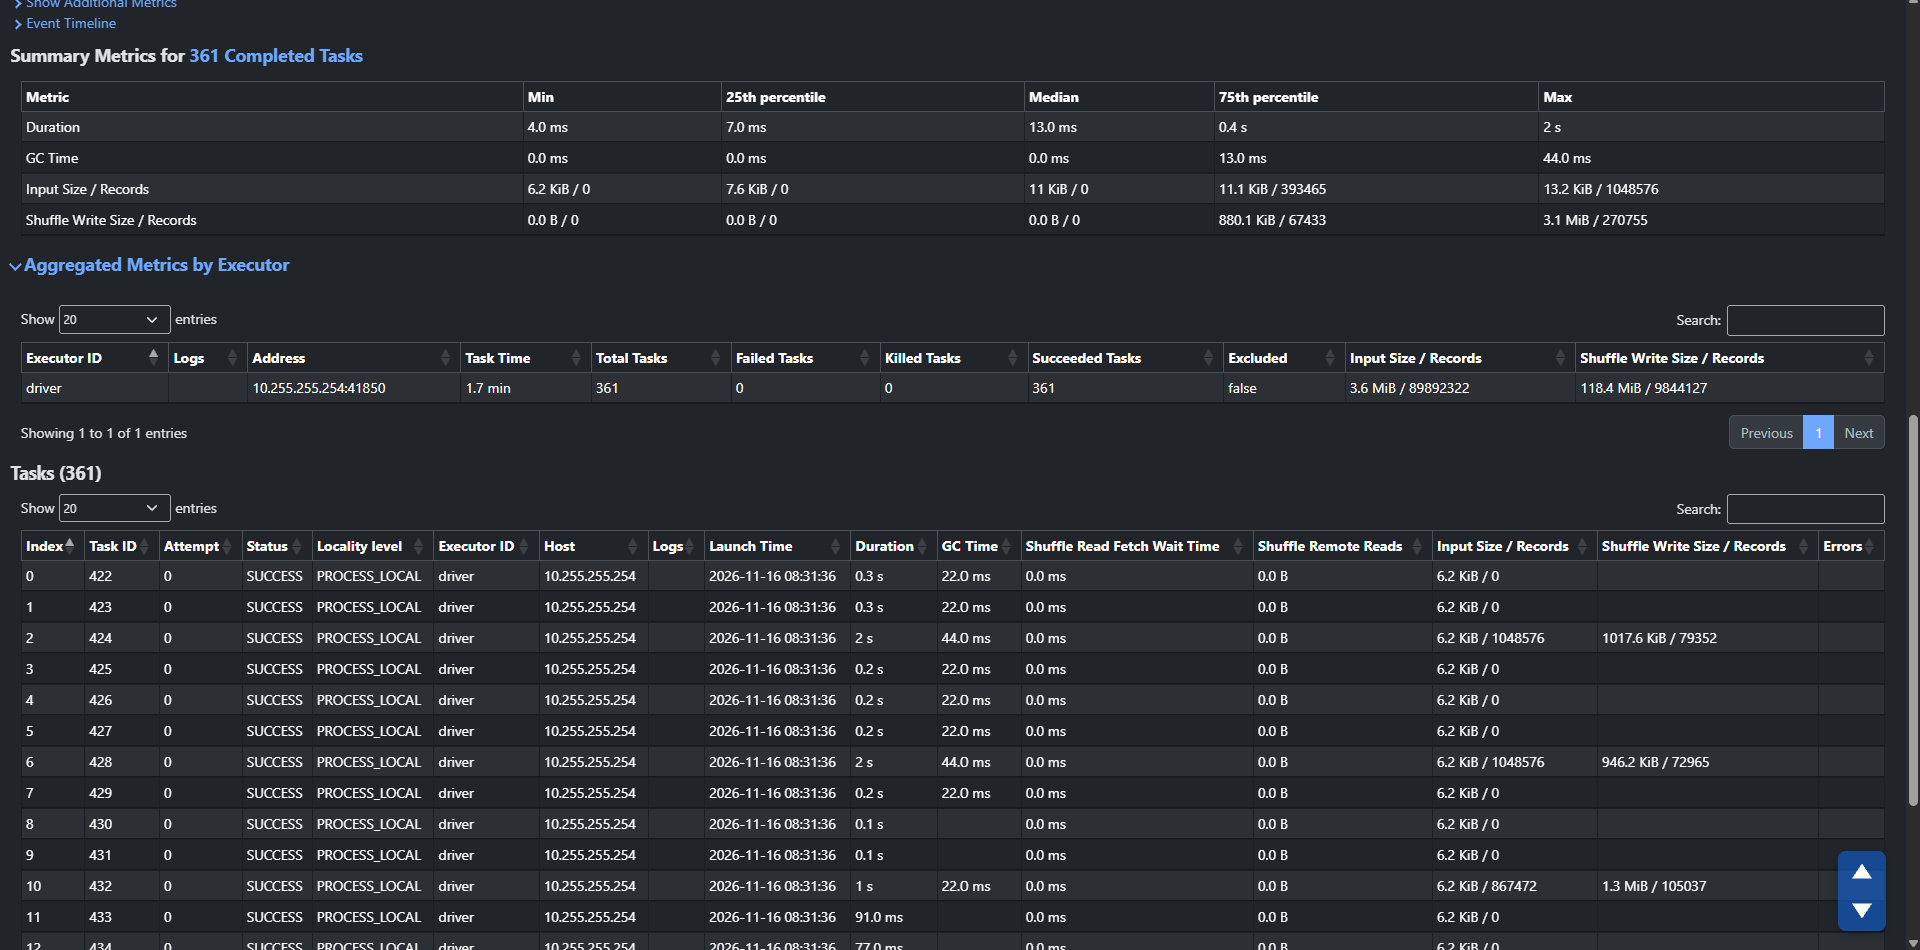 Show Additional Metrics
Event Timeline
Summary Metrics for 361 Completed Tasks
Metric Min 25th percentile Median 75th percentile Max
Duration 4.0 ms 7.0 ms 13.0 ms 0.4 s 2 s
GC Time 0.0 ms 0.0 ms 0.0 ms 13.0 ms 44.0 ms
Input Size / Records 6.2 KiB / 0 7.6 KiB / 0 11 KiB / 0 11.1 KiB / 393465 13.2 KiB / 1048576
Shuffle Write Size / Records 0.0 B / 0 0.0 B / 0 0.0 B / 0 880.1 KiB / 67433 3.1 MiB / 270755
Aggregated Metrics by Executor
Show 20 entries Search:
Executor ID Logs Address Task Time Total Tasks Failed Tasks Killed Tasks Succeeded Tasks Excluded Input Size / Records Shuffle Write Size / Records
driver 10.255.255.254:41850 1.7 min 361 0 0 361 false 3.6 MiB / 89892322 118.4 MiB / 9844127
Showing 1 to 1 of 1 entries Previous 1 Next
Tasks (361)
Show 20 entries Search:
Index Task ID Attempt Status Locality level Executor ID Host Logs Launch Time Duration GC Time Shuffle Read Fetch Wait Time Shuffle Remote Reads Input Size / Records Shuffle Write Size / Records Errors
0 422 0 SUCCESS PROCESS_LOCAL driver 10.255.255.254 2026-11-16 08:31:36 0.3 s 22.0 ms 0.0 ms 0.0 B 6.2 KiB / 0
1 423 0 SUCCESS PROCESS_LOCAL driver 10.255.255.254 2026-11-16 08:31:36 0.3 s 22.0 ms 0.0 ms 0.0 B 6.2 KiB / 0
2 424 0 SUCCESS PROCESS_LOCAL driver 10.255.255.254 2026-11-16 08:31:36 2 s 44.0 ms 0.0 ms 0.0 B 6.2 KiB / 1048576 1017.6 KiB / 79352
3 425 0 SUCCESS PROCESS_LOCAL driver 10.255.255.254 2026-11-16 08:31:36 0.2 s 22.0 ms 0.0 ms 0.0 B 6.2 KiB / 0
4 426 0 SUCCESS PROCESS_LOCAL driver 10.255.255.254 2026-11-16 08:31:36 0.2 s 22.0 ms 0.0 ms 0.0 B 6.2 KiB / 0
5 427 0 SUCCESS PROCESS_LOCAL driver 10.255.255.254 2026-11-16 08:31:36 0.2 s 22.0 ms 0.0 ms 0.0 B 6.2 KiB / 0
6 428 0 SUCCESS PROCESS_LOCAL driver 10.255.255.254 2026-11-16 08:31:36 2 s 44.0 ms 0.0 ms 0.0 B 6.2 KiB / 1048576 946.2 KiB / 72965
7 429 0 SUCCESS PROCESS_LOCAL driver 10.255.255.254 2026-11-16 08:31:36 0.2 s 22.0 ms 0.0 ms 0.0 B 6.2 KiB / 0
8 430 0 SUCCESS PROCESS_LOCAL driver 10.255.255.254 2026-11-16 08:31:36 0.1 s 0.0 ms 0.0 B 6.2 KiB / 0
9 431 0 SUCCESS PROCESS_LOCAL driver 10.255.255.254 2026-11-16 08:31:36 0.1 s 0.0 ms 0.0 B 6.2 KiB / 0
10 432 0 SUCCESS PROCESS_LOCAL driver 10.255.255.254 2026-11-16 08:31:36 1 s 22.0 ms 0.0 ms 0.0 B 6.2 KiB / 867472 1.3 MiB / 105037
11 433 0 SUCCESS PROCESS_LOCAL driver 10.255.255.254 2026-11-16 08:31:36 91.0 ms 0.0 ms 0.0 B 6.2 KiB / 0
12 434 0 SUCCESS PROCESS_LOCAL driver 10.255.255.254 2026-11-16 08:31:36 77.0 ms 0.0 ms 0.0 B 6.2 KiB / 0